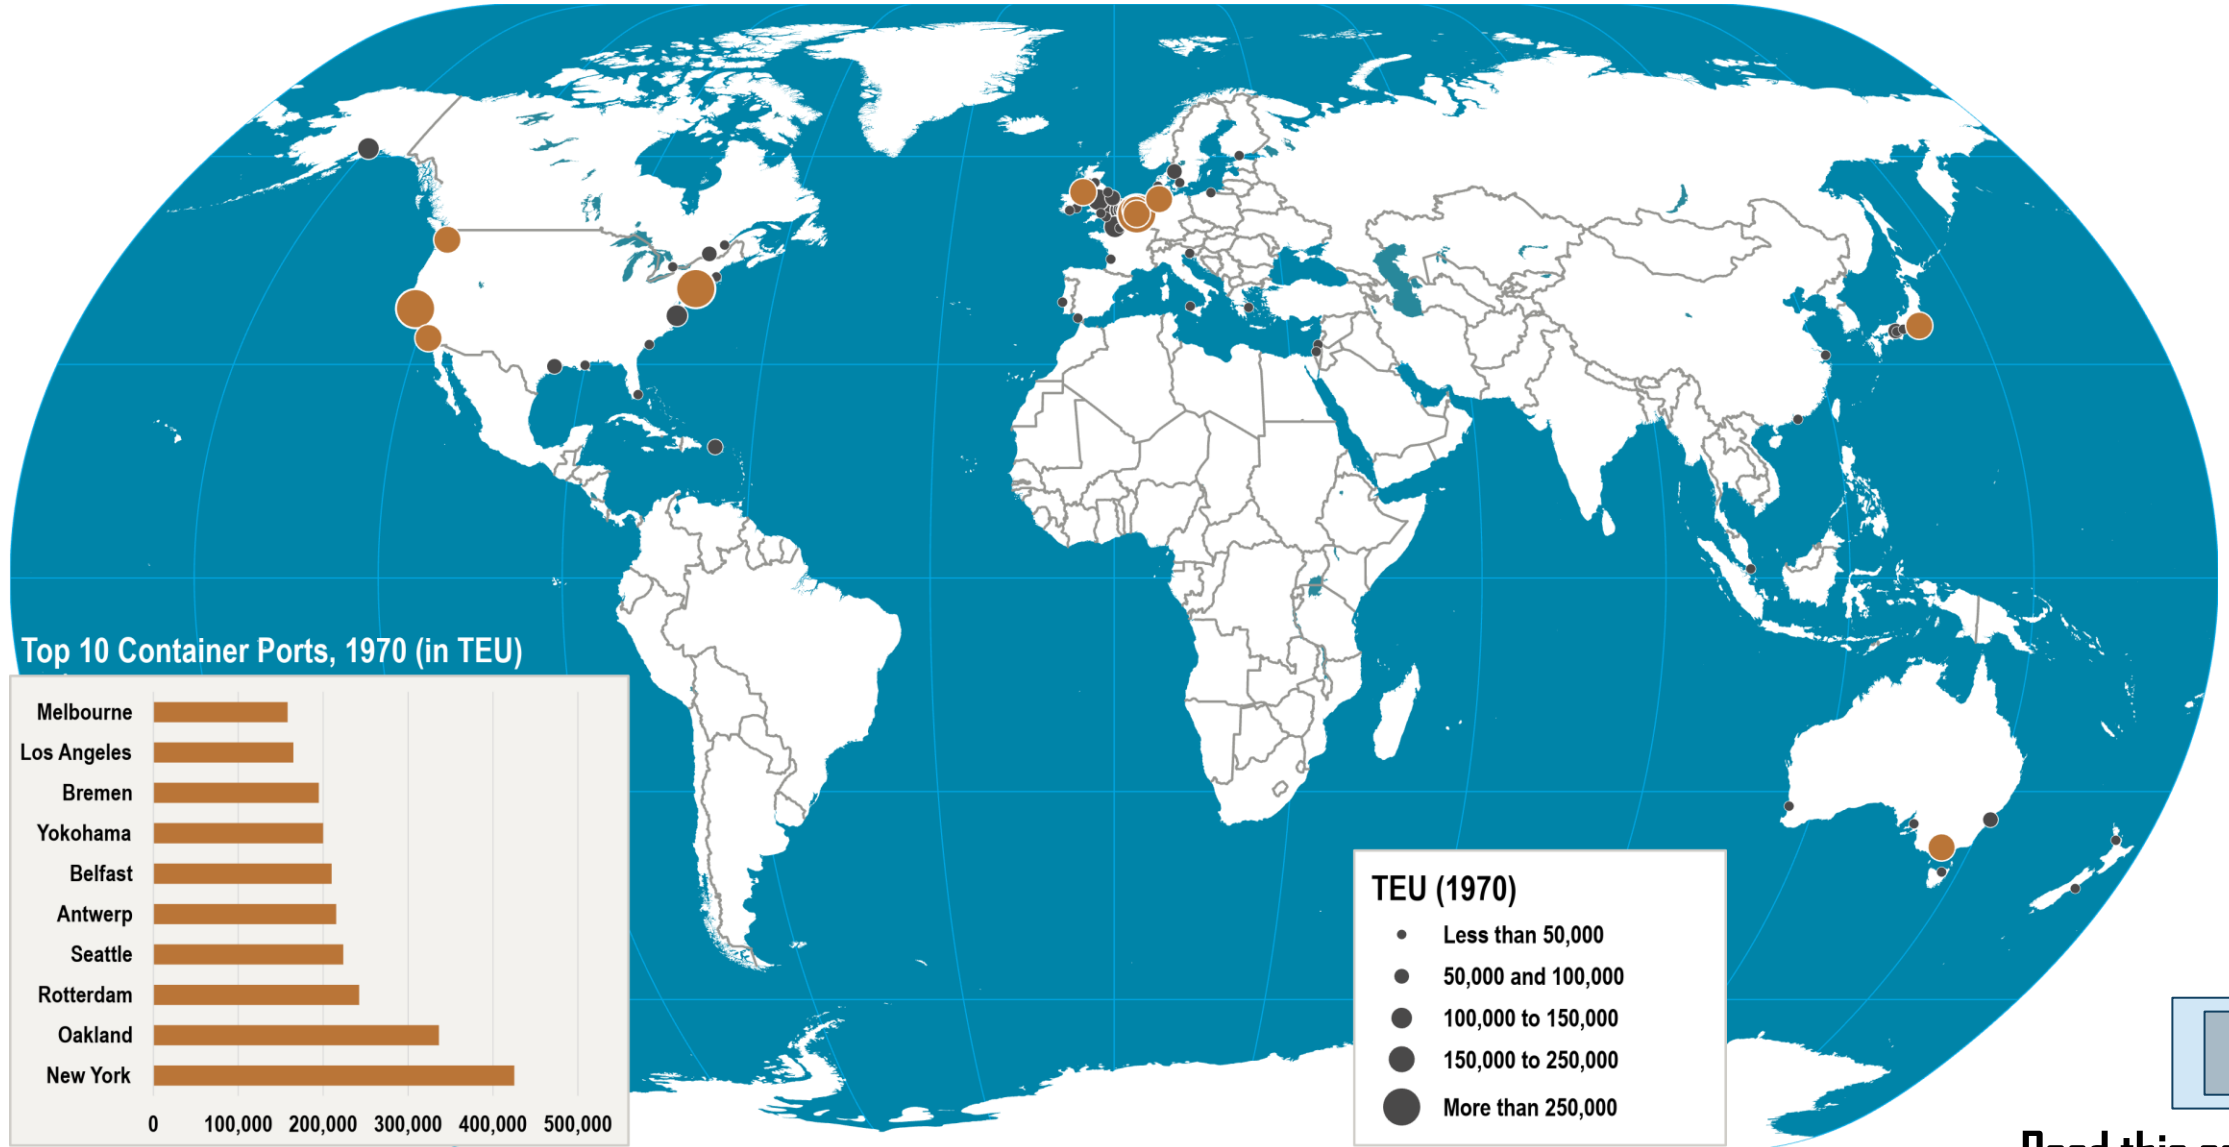 Top 10 Container Ports, 1970 (in TEU)
Melbourne
Los Angeles
Bremen
Yokohama
Belfast
Antwerp
Seattle
Rotterdam
Oakland
New York
0 100,000 200,000 300,000 400,000 500,000
TEU (1970)
Less than 50,000
50,000 and 100,000
100,000 to 150,000
150,000 to 250,000
More than 250,000